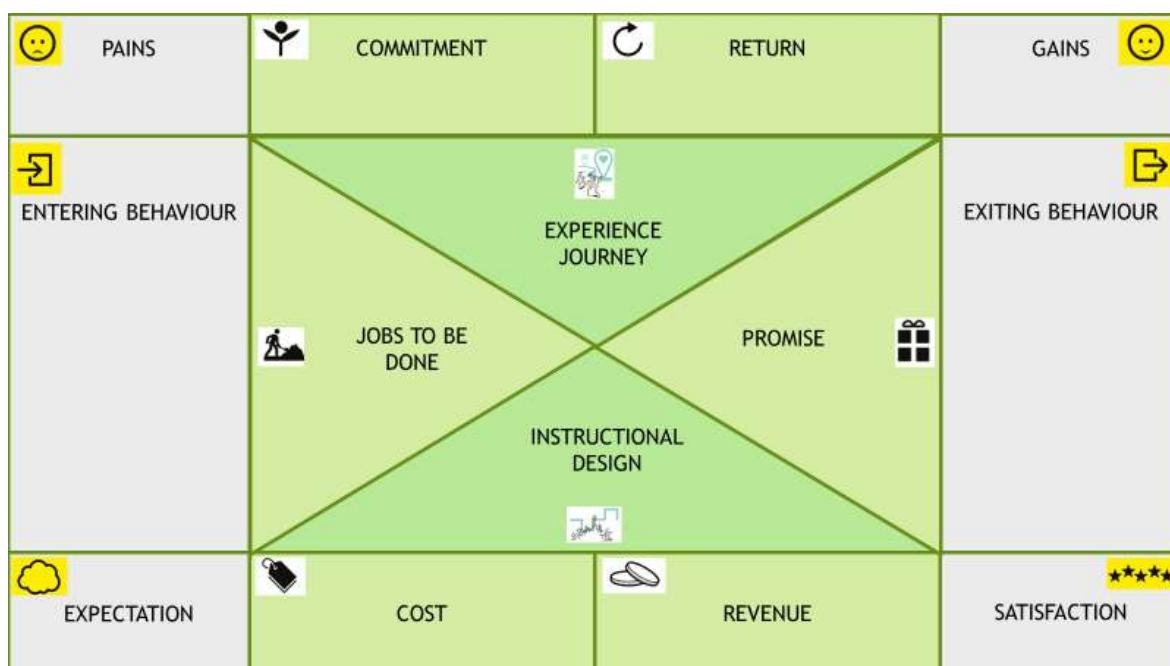 PAINS
COMMITMENT
RETURN
GAINS
ENTERING BEHAVIOUR
EXPERIENCE
JOURNEY
EXITING BEHAVIOUR
JOBS TO BE
DONE
PROMISE
INSTRUCTIONAL
DESIGN
EXPECTATION
COST
REVENUE
SATISFACTION